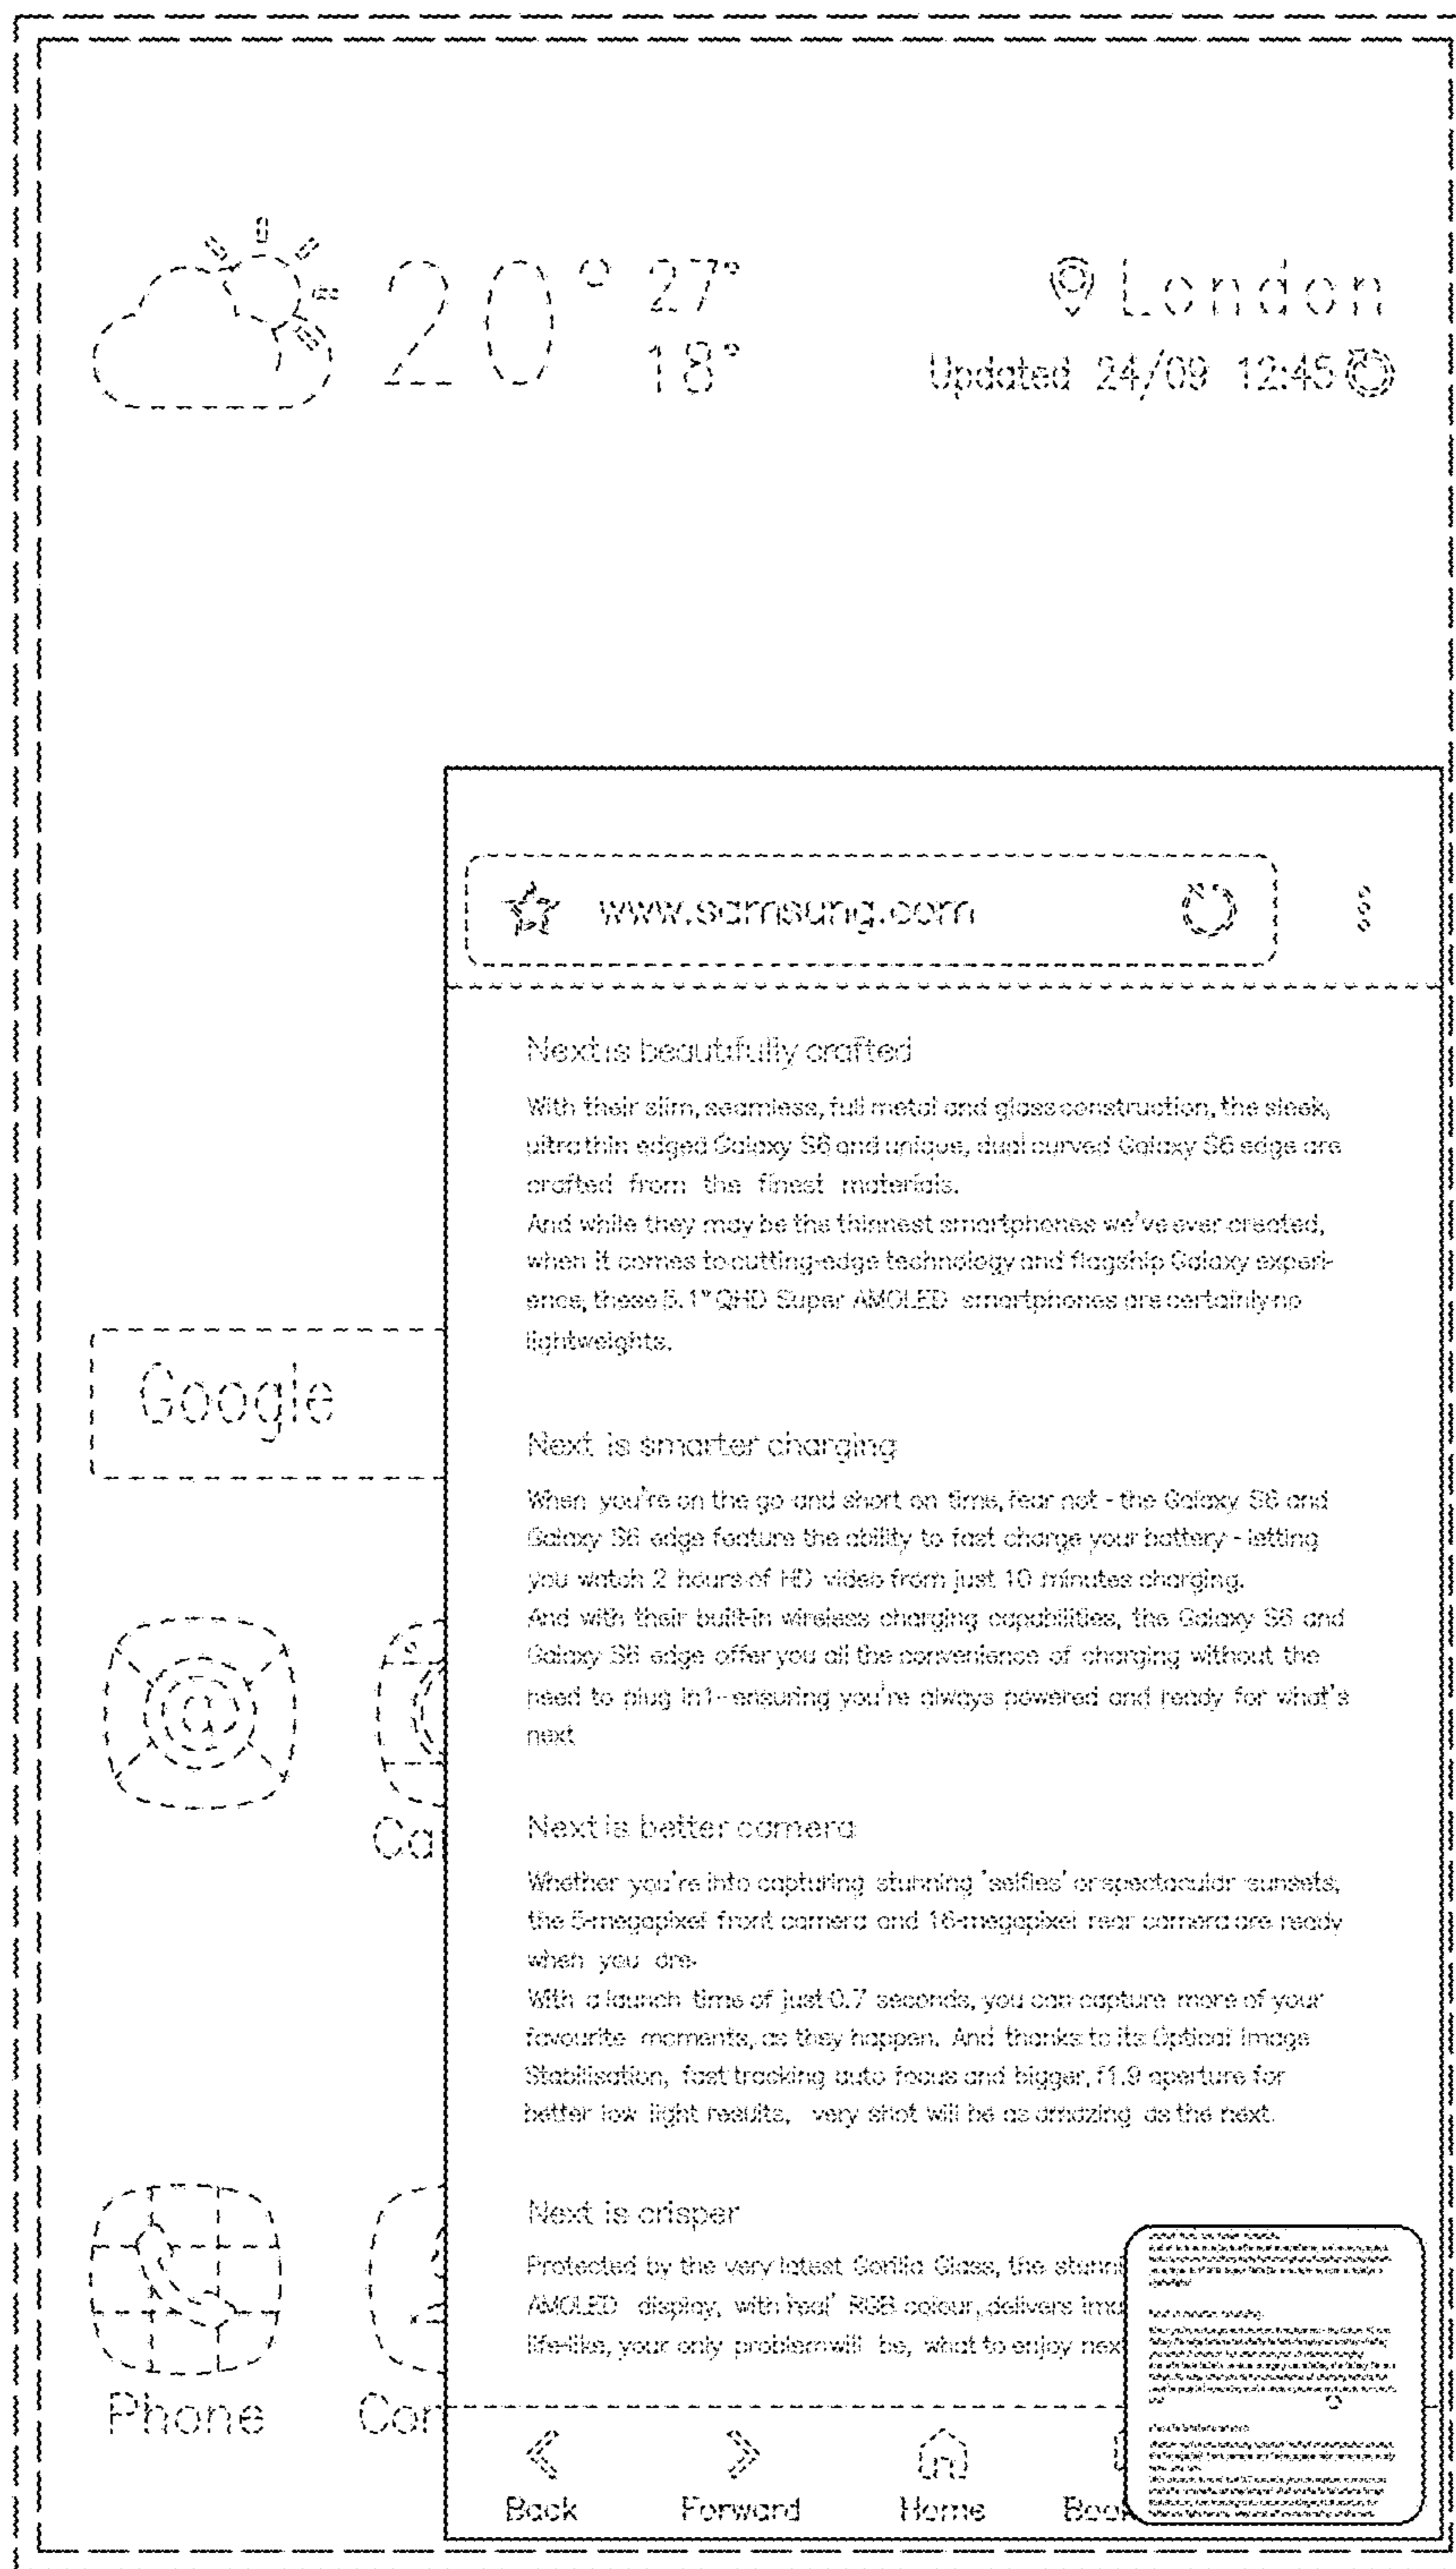 20° 27°
18°
London
Updated 24/09 12:45
www.samsung.com
Next is beautifully crafted
With their slim, seamless, full metal and glass construction, the sleek,
ultra thin edged Galaxy S6 and unique, dual curved Galaxy S6 edge are
crafted from the finest materials.
And while they may be the thinnest smartphones we've ever created,
when it comes to cutting-edge technology and flagship Galaxy experi-
ence, these 5.1" QHD Super AMOLED smartphones are certainly no
lightweights.
Google
Next is smarter charging
When you're on the go and short on time, fear not - the Galaxy S6 and
Galaxy S6 edge feature the ability to fast charge your battery - letting
you watch 2 hours of HD video from just 10 minutes charging.
And with their built-in wireless charging capabilities, the Galaxy S6 and
Galaxy S6 edge offer you all the convenience of charging without the
need to plug in1 - ensuring you're always powered and ready for what's
next
Ca
Next is better camera
Whether you're into capturing stunning 'selfies' or spectacular sunsets,
the 5-megapixel front camera and 16-megapixel rear camera are ready
when you are.
With a launch time of just 0.7 seconds, you can capture more of your
favourite moments, as they happen. And thanks to its Optical Image
Stabilisation, fast tracking auto focus and bigger, f1.9 aperture for
better low light results, very shot will be as amazing as the next.
Next is crisper
Protected by the very latest Gorilla Glass, the stunn
AMOLED display, with 'real' RGB colour, delivers ima
life-like, your only problem will be, what to enjoy nex
Phone
Con
Back Forward Home Boo